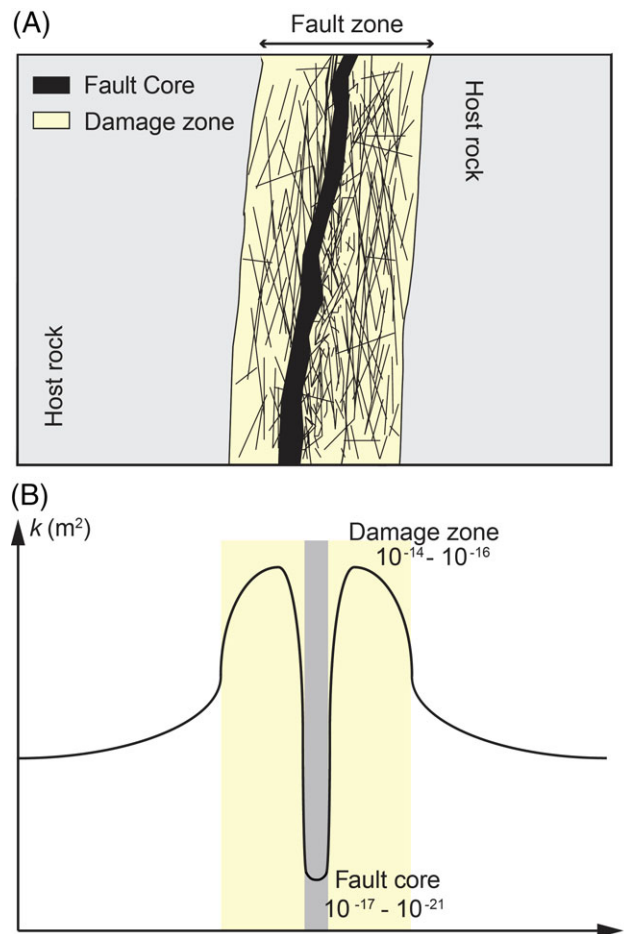 (A)
Fault zone
Fault Core
Damage zone
Host rock
Host rock
(B)
k (m²)
Damage zone
10⁻¹⁴ - 10⁻¹⁶
Fault core
10⁻¹⁷ - 10⁻²¹